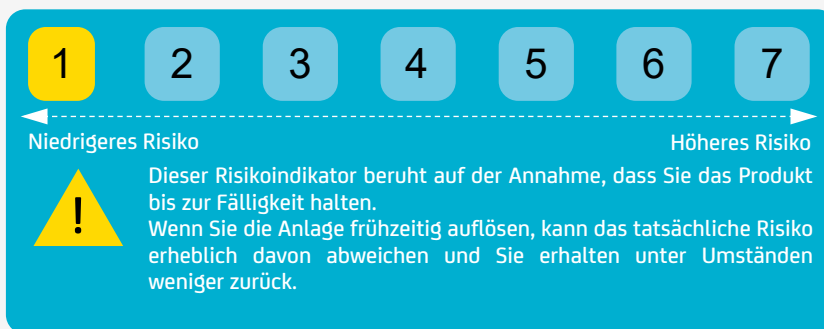 1 2 3 4 5 6 7
Niedrigeres Risiko Höheres Risiko
Dieser Risikoindikator beruht auf der Annahme, dass Sie das Produkt
bis zur Fälligkeit halten.
! Wenn Sie die Anlage frühzeitig auflösen, kann das tatsächliche Risiko
erheblich davon abweichen und Sie erhalten unter Umständen
weniger zurück.